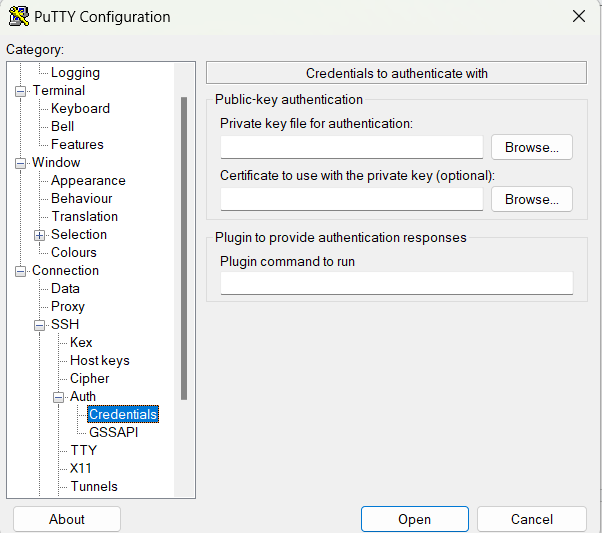 PuTTY Configuration
Category:
Logging
Terminal
Keyboard
Bell
Features
Window
Appearance
Behaviour
Translation
Selection
Colours
Connection
Data
Proxy
SSH
Kex
Host keys
Cipher
Auth
Credentials
GSSAPI
TTY
X11
Tunnels
Credentials to authenticate with
Public-key authentication
Private key file for authentication:
Browse...
Certificate to use with the private key (optional):
Browse...
Plugin to provide authentication responses
Plugin command to run
About
Open
Cancel